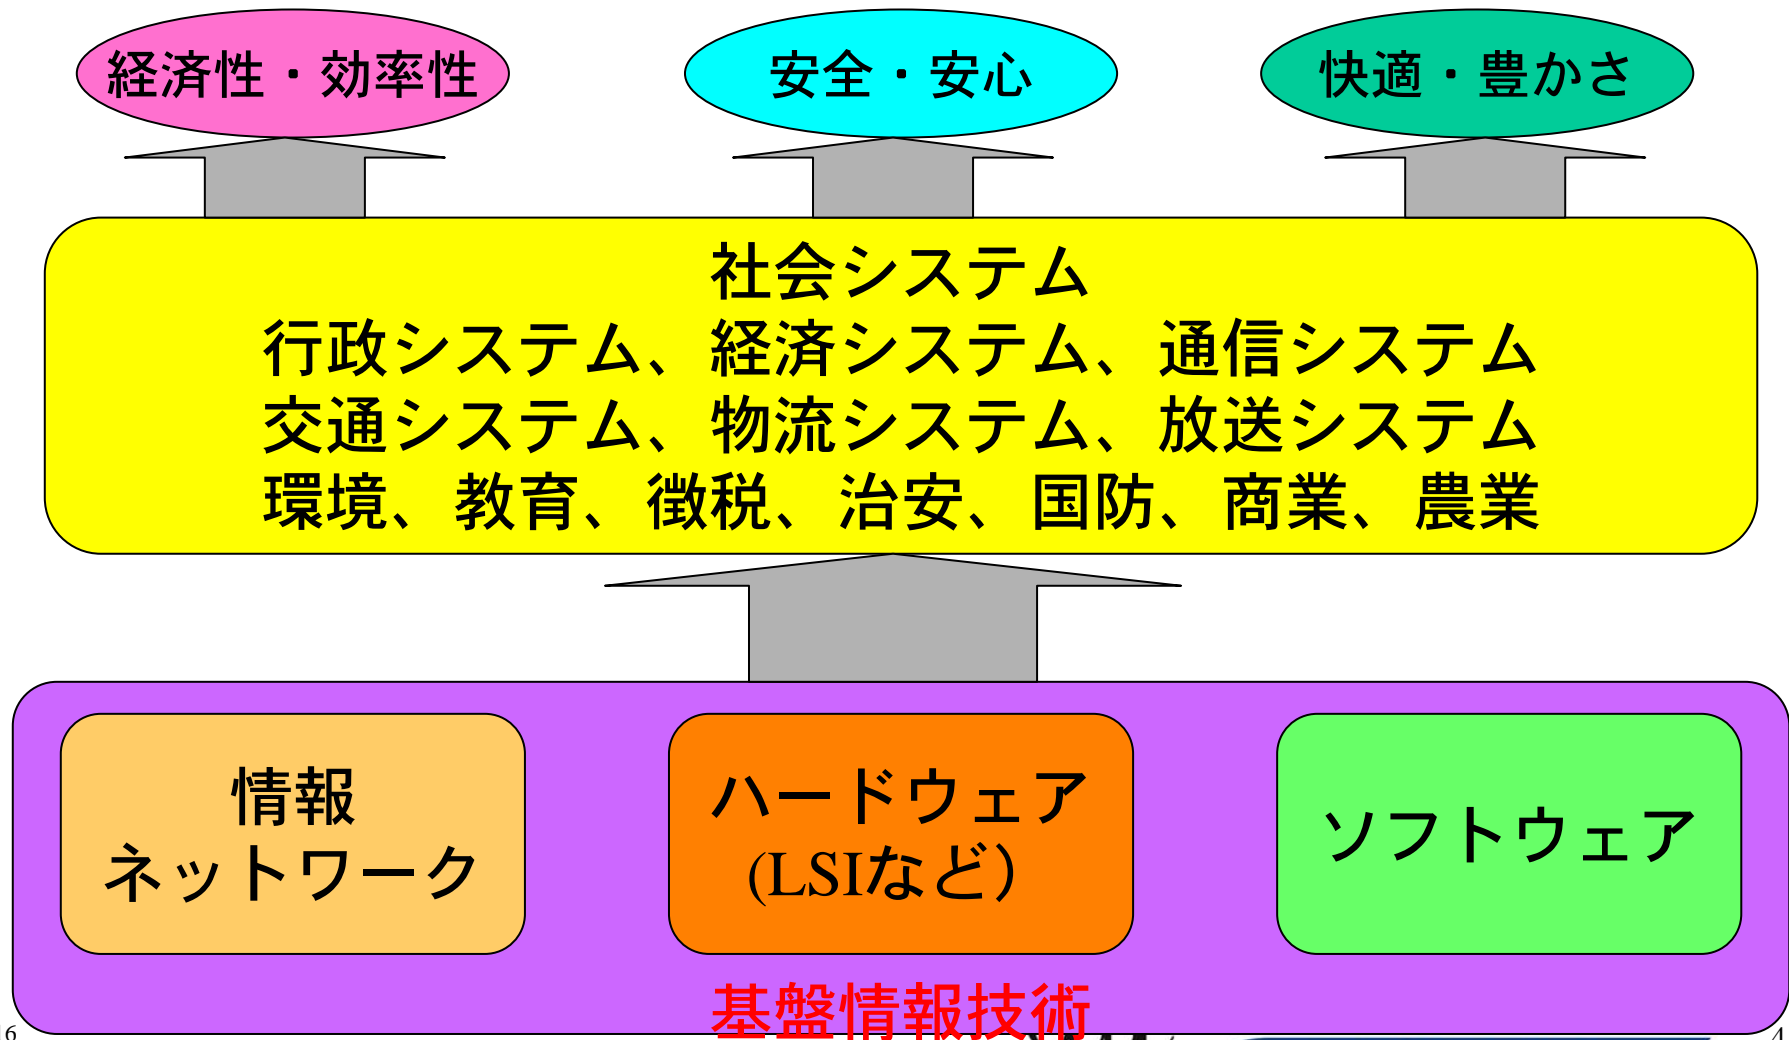 経済性・効率性
安全・安心
快適・豊かさ
社会システム
行政システム、経済システム、通信システム
交通システム、物流システム、放送システム
環境、教育、徴税、治安、国防、商業、農業
情報
ネットワーク
ハードウェア
(LSIなど）
ソフトウェア
基盤情報技術
16
4